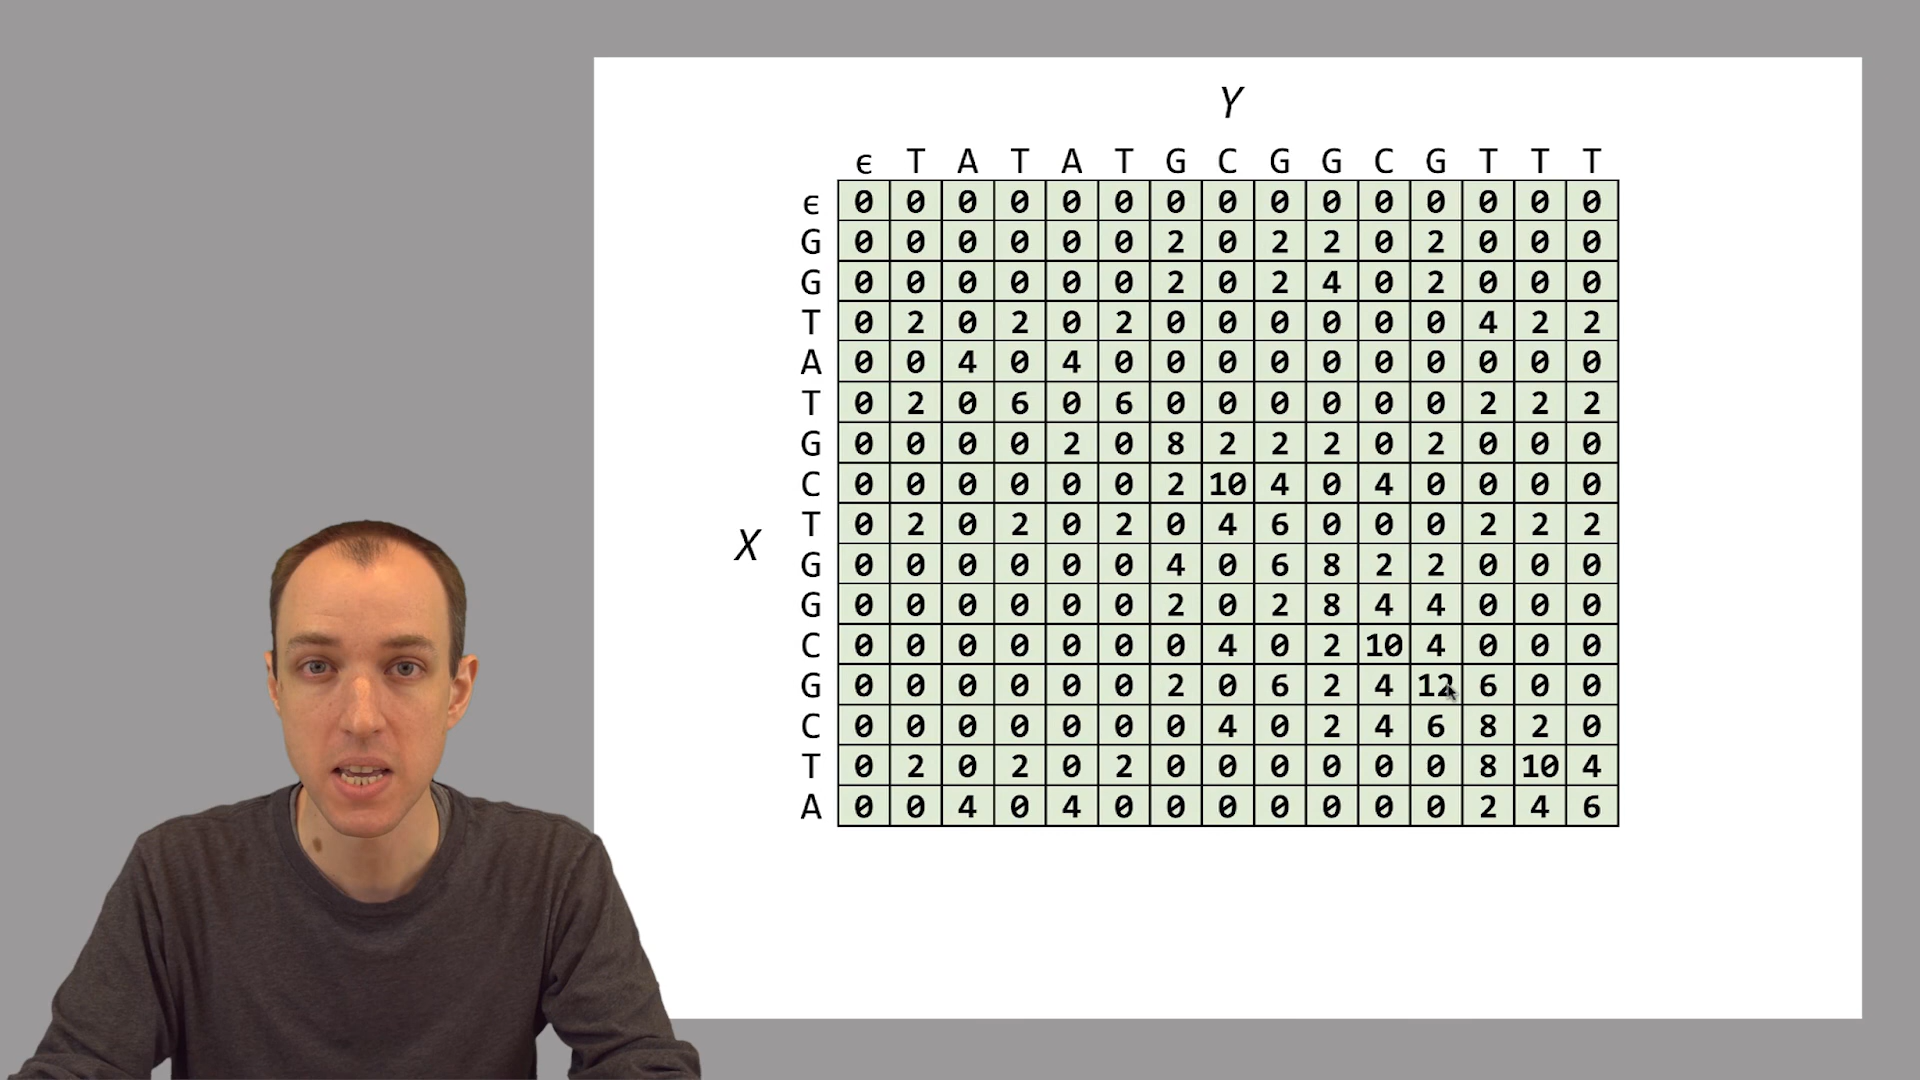 Y
ϵ T A T A T G C G G C G T T T
ϵ 0 0 0 0 0 0 0 0 0 0 0 0 0 0 0
G 0 0 0 0 0 0 2 0 2 2 0 2 0 0 0
G 0 0 0 0 0 0 2 0 2 4 0 2 0 0 0
T 0 2 0 2 0 2 0 0 0 0 0 0 4 2 2
A 0 0 4 0 4 0 0 0 0 0 0 0 0 0 0
T 0 2 0 6 0 6 0 0 0 0 0 0 2 2 2
G 0 0 0 0 2 0 8 2 2 2 0 2 0 0 0
C 0 0 0 0 0 0 2 10 4 0 4 0 0 0 0
X
T 0 2 0 2 0 2 0 4 6 0 0 0 2 2 2
G 0 0 0 0 0 0 4 0 6 8 2 2 0 0 0
G 0 0 0 0 0 0 2 0 2 8 4 4 0 0 0
C 0 0 0 0 0 0 0 4 0 2 10 4 0 0 0
G 0 0 0 0 0 0 2 0 6 2 4 12 6 0 0
C 0 0 0 0 0 0 0 4 0 2 4 6 8 2 0
T 0 2 0 2 0 2 0 0 0 0 0 0 8 10 4
A 0 0 4 0 4 0 0 0 0 0 0 0 2 4 6